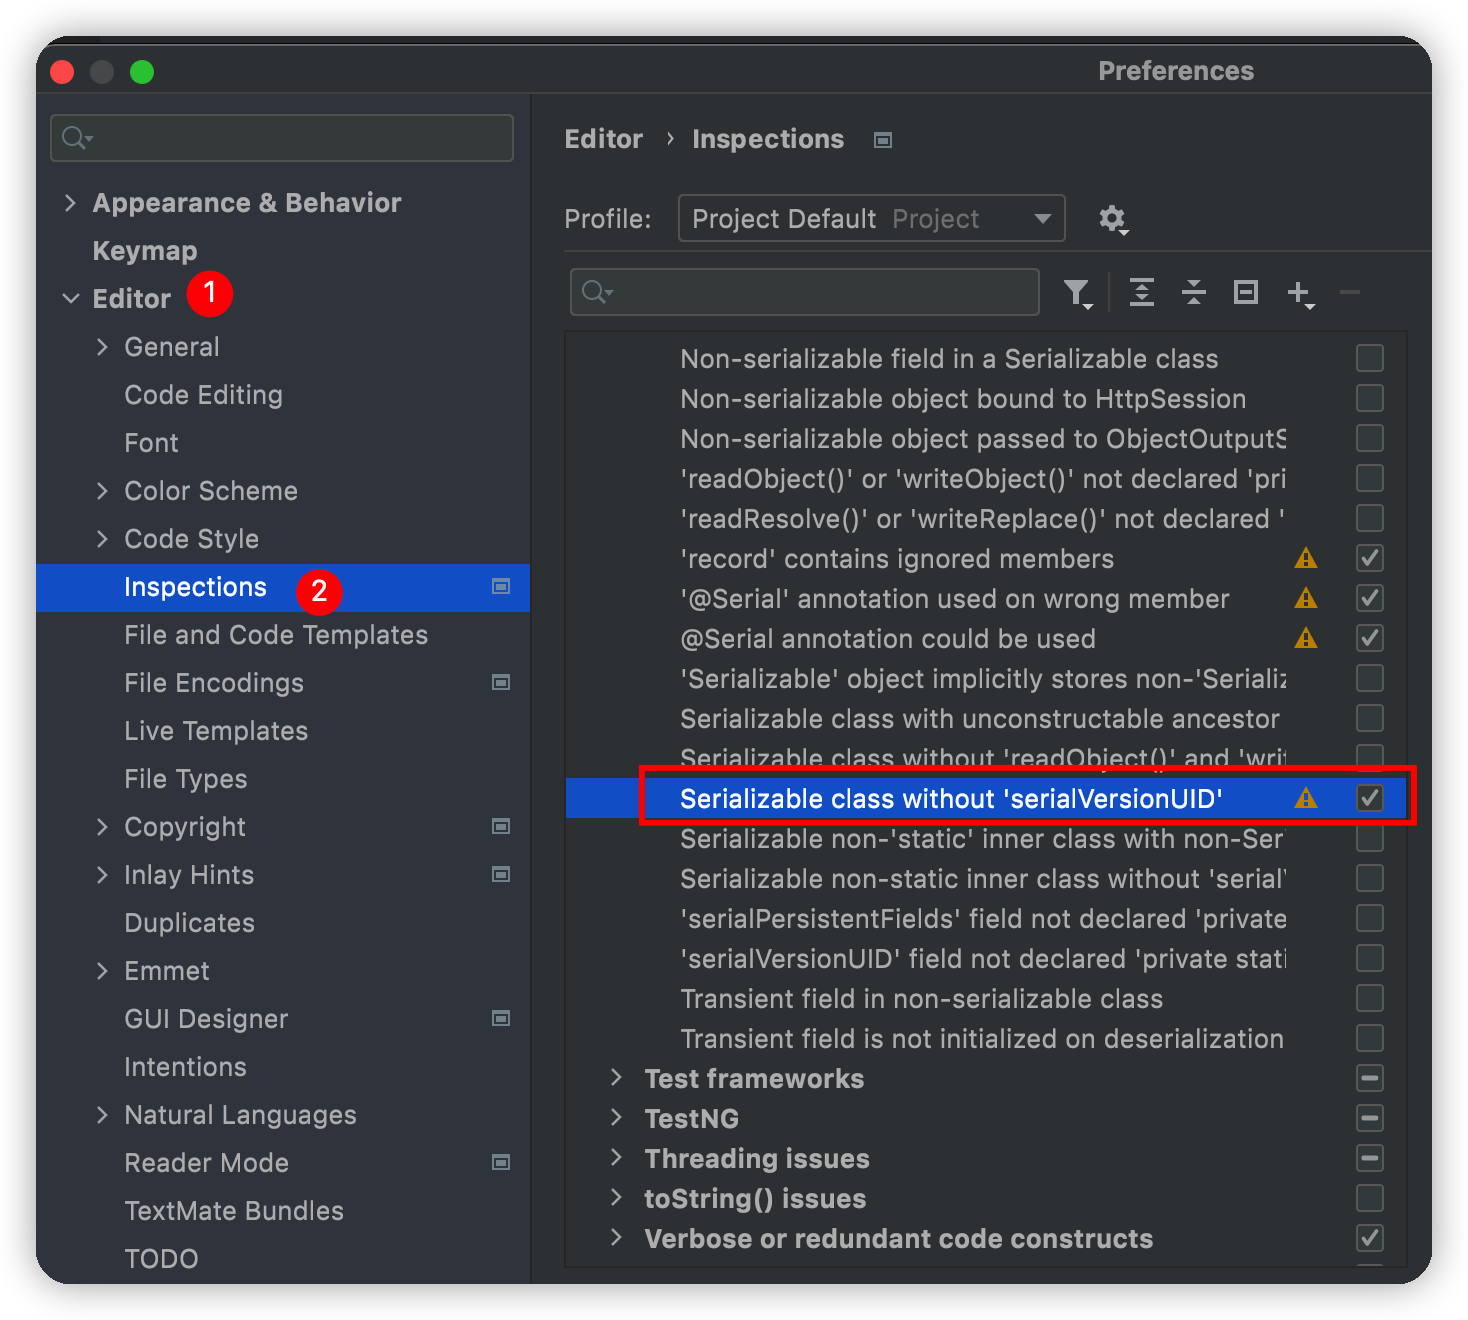 Preferences
Appearance & Behavior
Keymap
Editor 1
General
Code Editing
Font
Color Scheme
Code Style
Inspections 2
File and Code Templates
File Encodings
Live Templates
File Types
Copyright
Inlay Hints
Duplicates
Emmet
GUI Designer
Intentions
Natural Languages
Reader Mode
TextMate Bundles
TODO
Editor › Inspections
Profile: Project Default Project
Non-serializable field in a Serializable class
Non-serializable object bound to HttpSession
Non-serializable object passed to ObjectOutputS
'readObject()' or 'writeObject()' not declared 'pri
'readResolve()' or 'writeReplace()' not declared '
'record' contains ignored members
'@Serial' annotation used on wrong member
@Serial annotation could be used
'Serializable' object implicitly stores non-'Serializ
Serializable class with unconstructable ancestor
Serializable class without 'readObject()' and 'writ
Serializable class without 'serialVersionUID'
Serializable non-'static' inner class with non-Ser
Serializable non-static inner class without 'serialV
'serialPersistentFields' field not declared 'private
'serialVersionUID' field not declared 'private stati
Transient field in non-serializable class
Transient field is not initialized on deserialization
Test frameworks
TestNG
Threading issues
toString() issues
Verbose or redundant code constructs